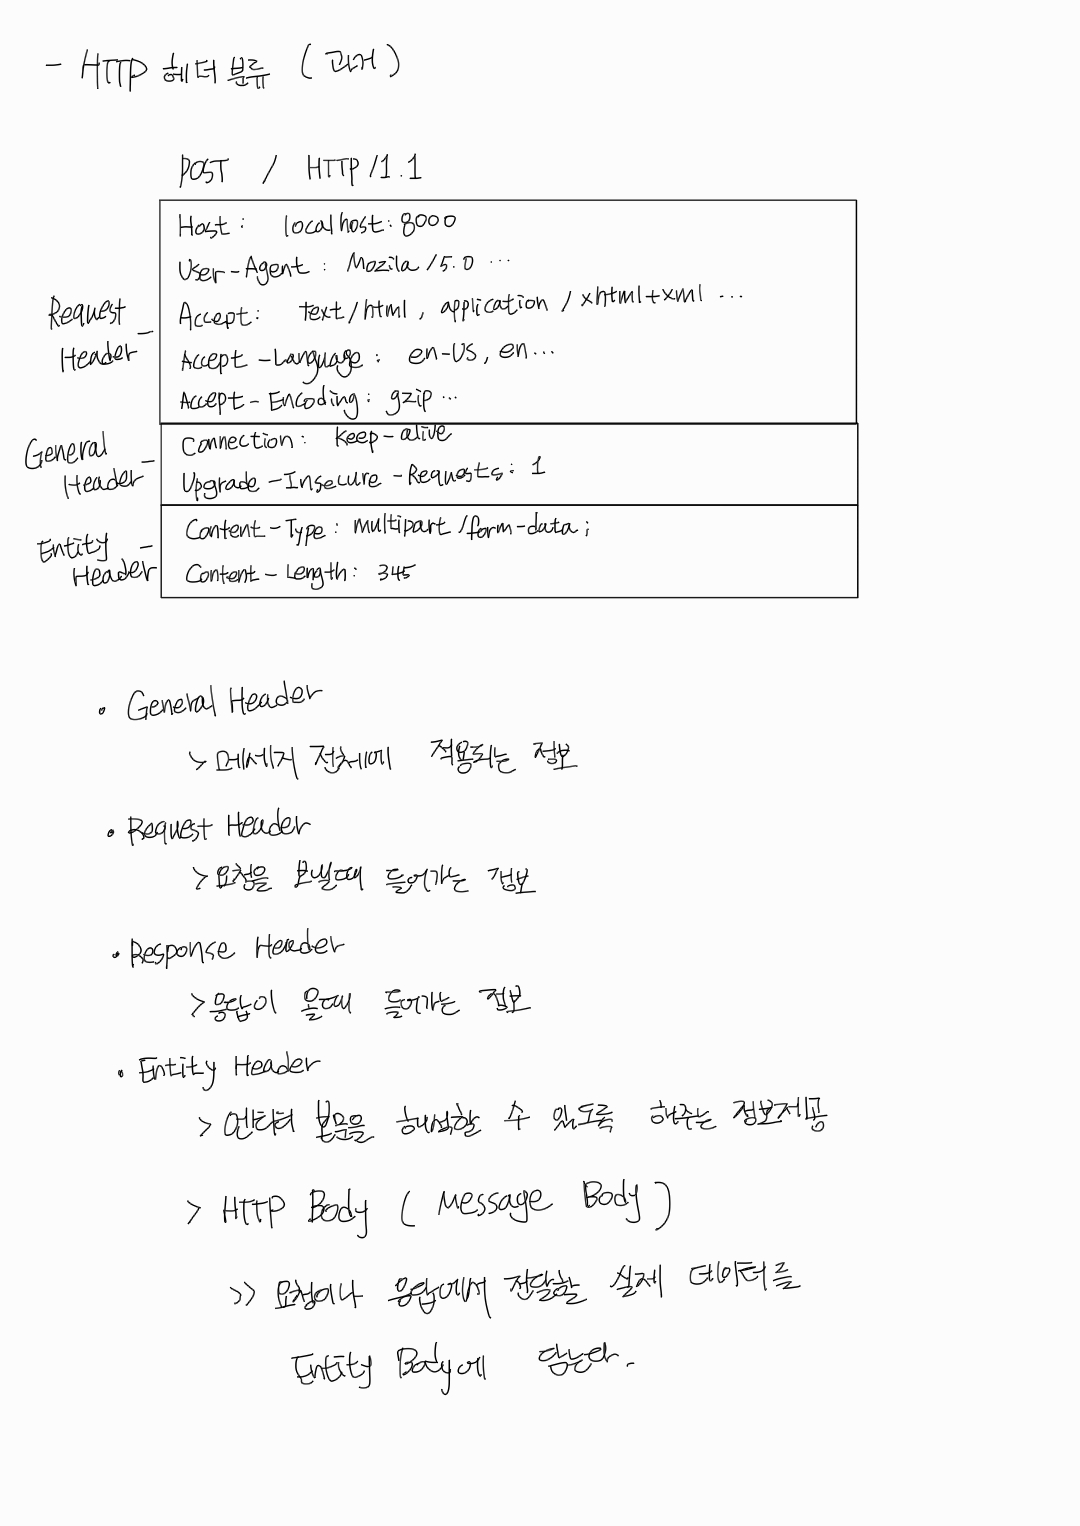 - HTTP 헤더 분류 (과거)
POST / HTTP/1.1
Host: localhost:8000
User-Agent: Mozila/5.0 ...
Request
Header-
Accept: text/html, application/xhtml+xml ...
Accept-Language: en-US, en...
Accept-Encoding: gzip ...
General
Header-
Connection: keep-alive
Upgrade-Insecure-Requests: 1
Entity -
Header
Content-Type: multipart/form-data;
Content-Length: 345
• General Header
> 메세지 전체에 적용되는 정보
• Request Header
> 요청을 보낼때 들어가는 정보
• Response Header
> 응답이 올때 들어가는 정보
• Entity Header
> 엔티티 본문을 해석할 수 있도록 해주는 정보제공
> HTTP Body (Message Body)
>> 요청이나 응답에서 전달할 실제 데이터를
Entity Body에 담는다.